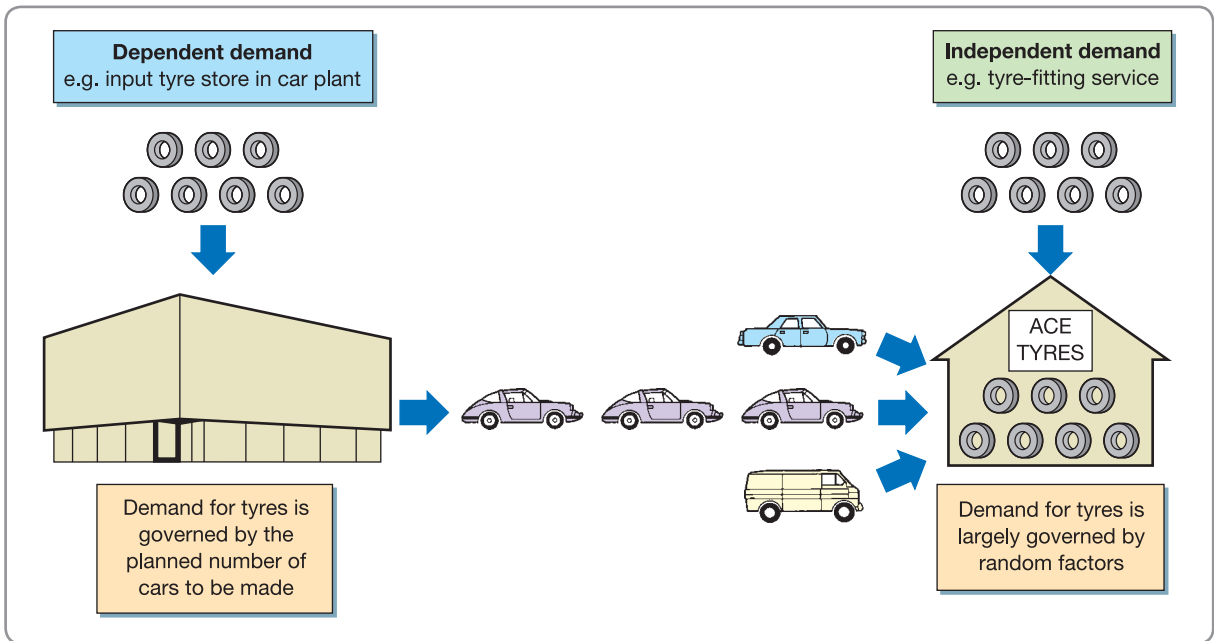 Dependent demand
e.g. input tyre store in car plant
Independent demand
e.g. tyre-fitting service
ACE
TYRES
Demand for tyres is
governed by the
planned number of
cars to be made
Demand for tyres is
largely governed by
random factors